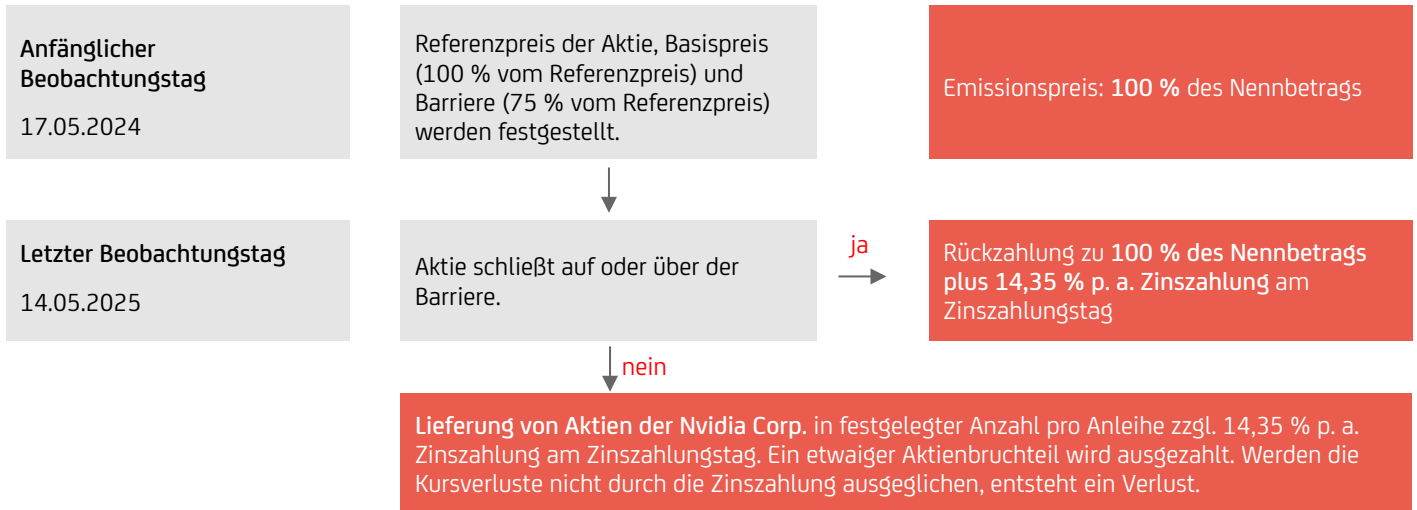 Anfänglicher
Beobachtungstag
17.05.2024
Referenzpreis der Aktie, Basispreis
(100 % vom Referenzpreis) und
Barriere (75 % vom Referenzpreis)
werden festgestellt.
Emissionspreis: 100 % des Nennbetrags
Letzter Beobachtungstag
14.05.2025
Aktie schließt auf oder über der
Barriere.
ja
Rückzahlung zu 100 % des Nennbetrags
plus 14,35 % p. a. Zinszahlung am
Zinszahlungstag
nein
Lieferung von Aktien der Nvidia Corp. in festgelegter Anzahl pro Anleihe zzgl. 14,35 % p. a.
Zinszahlung am Zinszahlungstag. Ein etwaiger Aktienbruchteil wird ausgezahlt. Werden die
Kursverluste nicht durch die Zinszahlung ausgeglichen, entsteht ein Verlust.